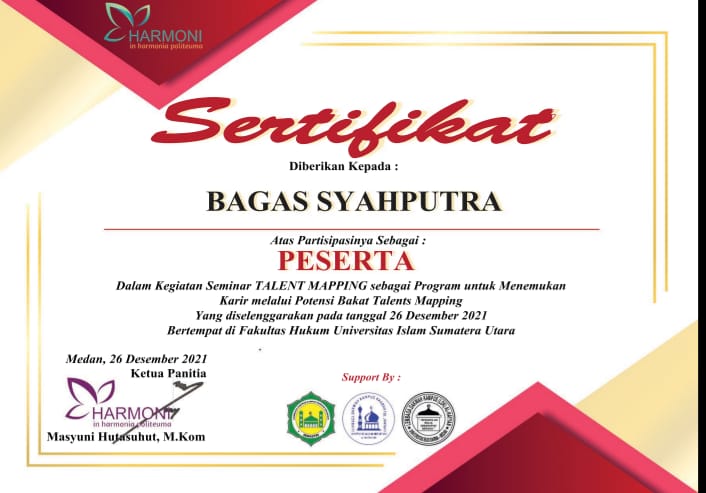 HARMONI
in harmonia politeuma
Sertifikat
Diberikan Kepada :
BAGAS SYAHPUTRA
Atas Partisipasinya Sebagai :
PESERTA
Dalam Kegiatan Seminar TALENT MAPPING sebagai Program untuk Menemukan
Karir melalui Potensi Bakat Talents Mapping
Yang diselenggarakan pada tanggal 26 Desember 2021
Bertempat di Fakultas Hukum Universitas Islam Sumatera Utara
Medan, 26 Desember 2021
Ketua Panitia
HARMONI
in harmonia politeuma
Masyuni Hutasuhut, M.Kom
Support By :